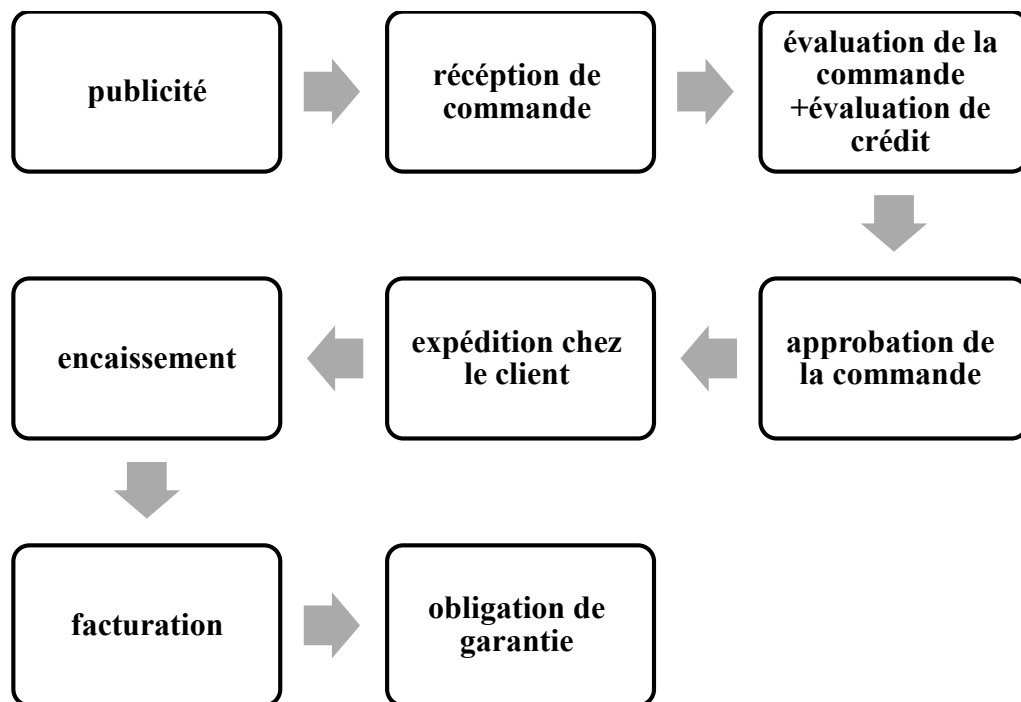 publicité
récéption de
commande
évaluation de la
commande
+évaluation de
crédit
approbation de
la commande
expédition chez
le client
encaissement
facturation
obligation de
garantie